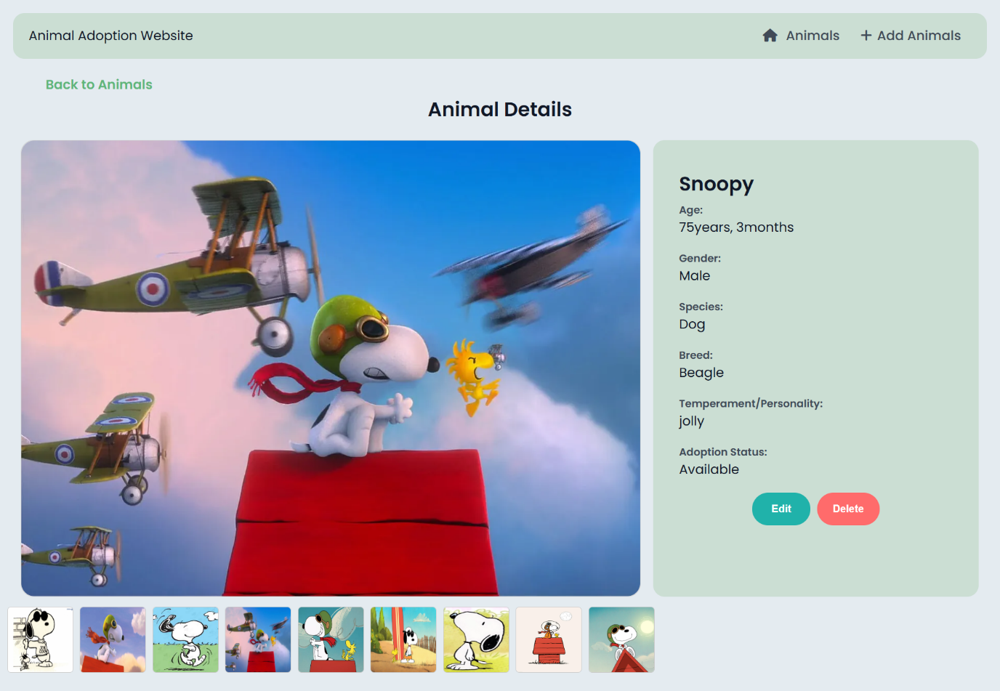 Animal Adoption Website
Animals
+ Add Animals
Back to Animals
Animal Details
Snoopy
Age:
75years, 3months
Gender:
Male
Species:
Dog
Breed:
Beagle
Temperament/Personality:
jolly
Adoption Status:
Available
Edit
Delete